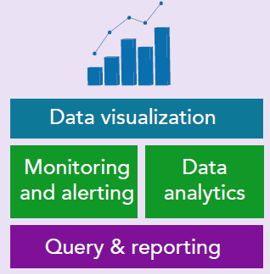 Data visualization
Monitoring
and alerting
Data
analytics
Query & reporting